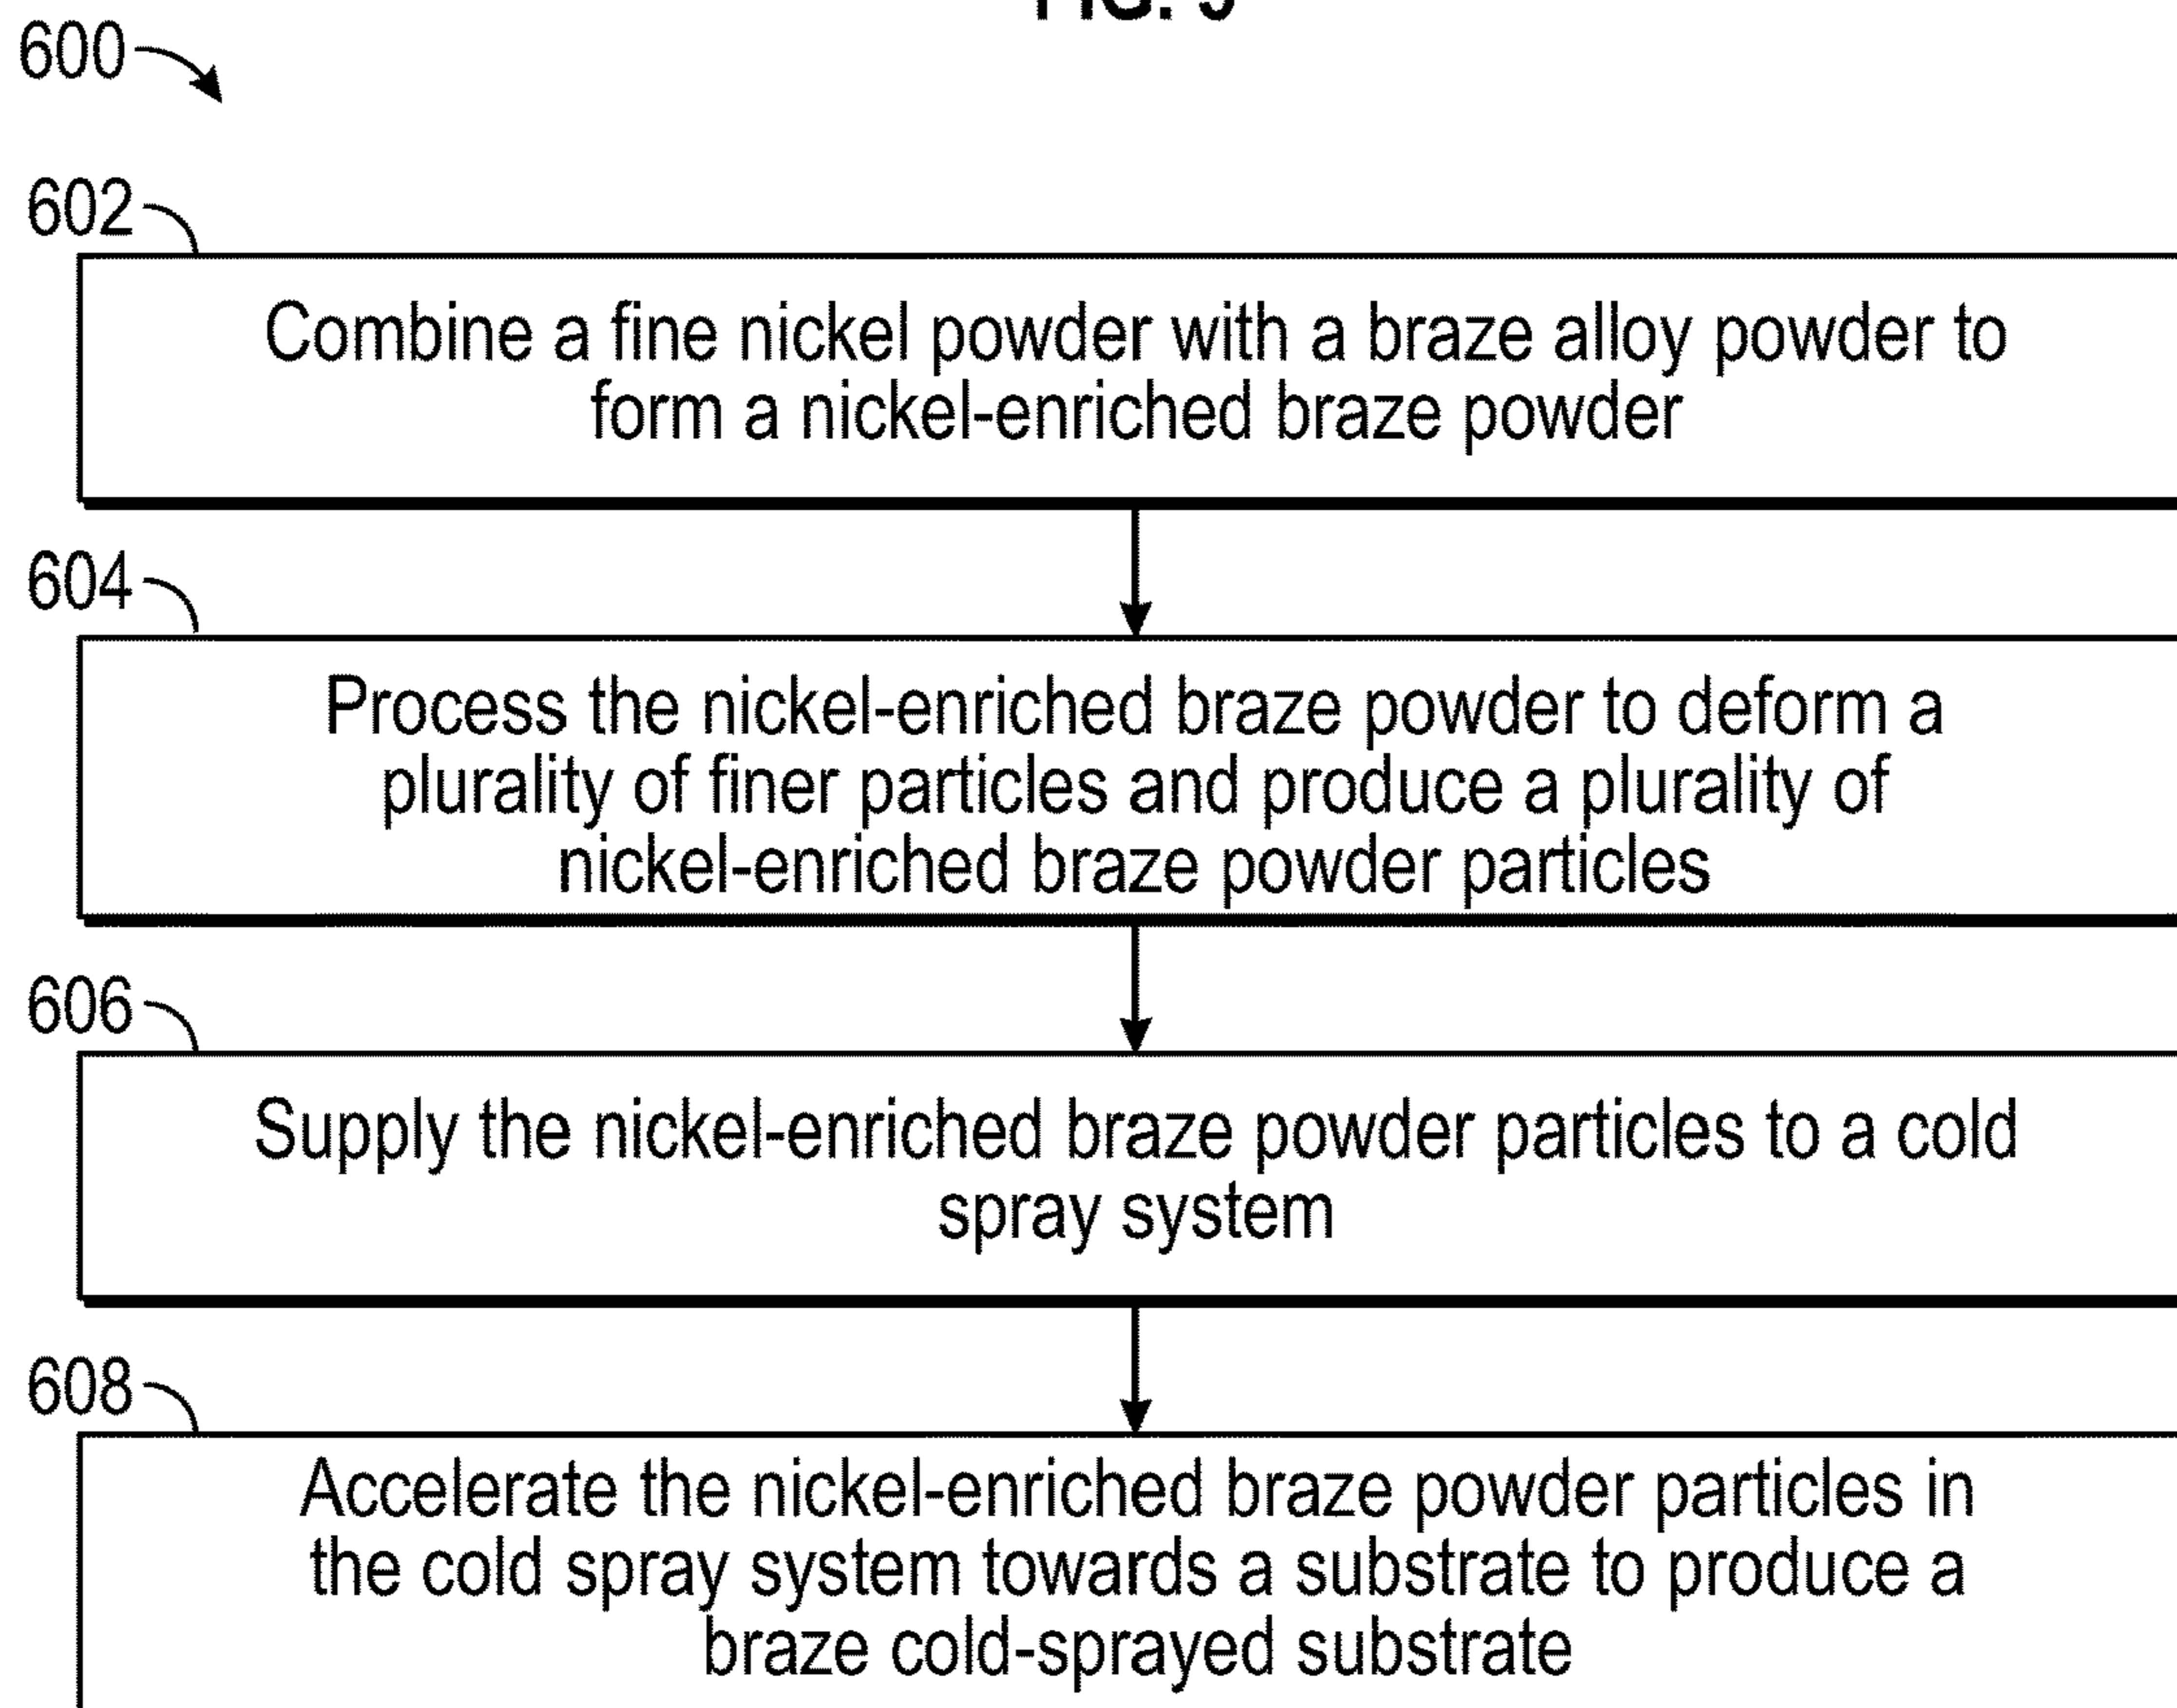 600
602
Combine a fine nickel powder with a braze alloy powder to
form a nickel-enriched braze powder
604
Process the nickel-enriched braze powder to deform a
plurality of finer particles and produce a plurality of
nickel-enriched braze powder particles
606
Supply the nickel-enriched braze powder particles to a cold
spray system
608
Accelerate the nickel-enriched braze powder particles in
the cold spray system towards a substrate to produce a
braze cold-sprayed substrate